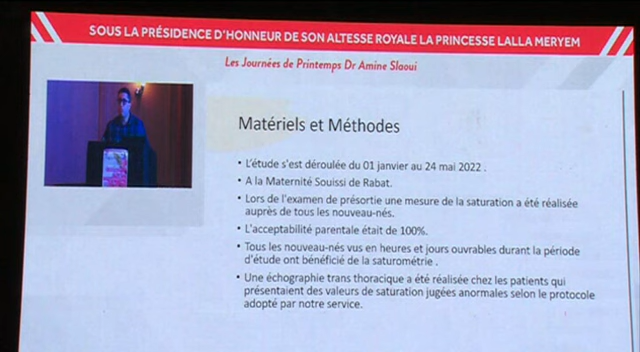 SOUS LA PRÉSIDENCE D'HONNEUR DE SON ALTESSE ROYALE LA PRINCESSE LALLA MERYEM
Les Journées de Printemps Dr Amine Slaoui
Matériels et Méthodes
• L'étude s'est déroulée du 01 janvier au 24 mai 2022 .
• A la Maternité Souissi de Rabat.
• Lors de l'examen de présortie une mesure de la saturation a été réalisée
auprès de tous les nouveau-nés.
• L'acceptabilité parentale était de 100%.
• Tous les nouveau-nés vus en heures et jours ouvrables durant la période
d'étude ont bénéficié de la saturométrie .
• Une échographie trans thoracique a été réalisée chez les patients qui
présentaient des valeurs de saturation jugées anormales selon le protocole
adopté par notre service.